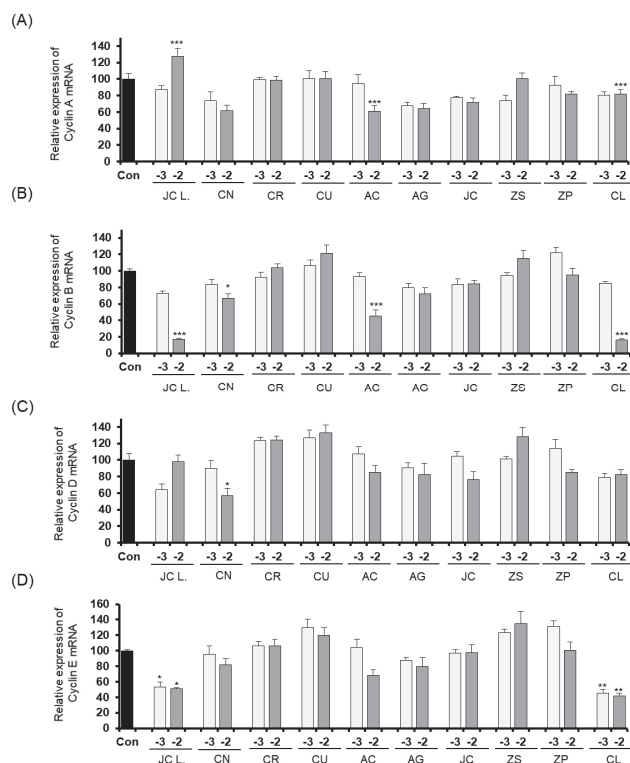 (A)
Relative expression of
Cyclin A mRNA
140
120
100
80
60
40
20
0
***
***
***
Con
-3 -2 -3 -2 -3 -2 -3 -2 -3 -2 -3 -2 -3 -2 -3 -2 -3 -2 -3 -2
JC L. CN CR CU AC AG JC ZS ZP CL
(B)
Relative expression of
Cyclin B mRNA
140
120
100
80
60
40
20
0
***
*
***
***
-3 -2 -3 -2 -3 -2 -3 -2 -3 -2 -3 -2 -3 -2 -3 -2 -3 -2 -3 -2
Con
JC L. CN CR CU AC AG JC ZS ZP CL
(C)
Relative expression of
Cyclin D mRNA
140
120
100
80
60
40
20
0
*
Con
-3 -2 -3 -2 -3 -2 -3 -2 -3 -2 -3 -2 -3 -2 -3 -2 -3 -2 -3 -2
JC L. CN CR CU AC AG JC ZS ZP CL
(D)
Relative expression of
Cyclin E mRNA
160
140
120
100
80
60
40
20
0
*
*
**
**
Con
-3 -2 -3 -2 -3 -2 -3 -2 -3 -2 -3 -2 -3 -2 -3 -2 -3 -2 -3 -2
JC L. CN CR CU AC AG JC ZS ZP CL